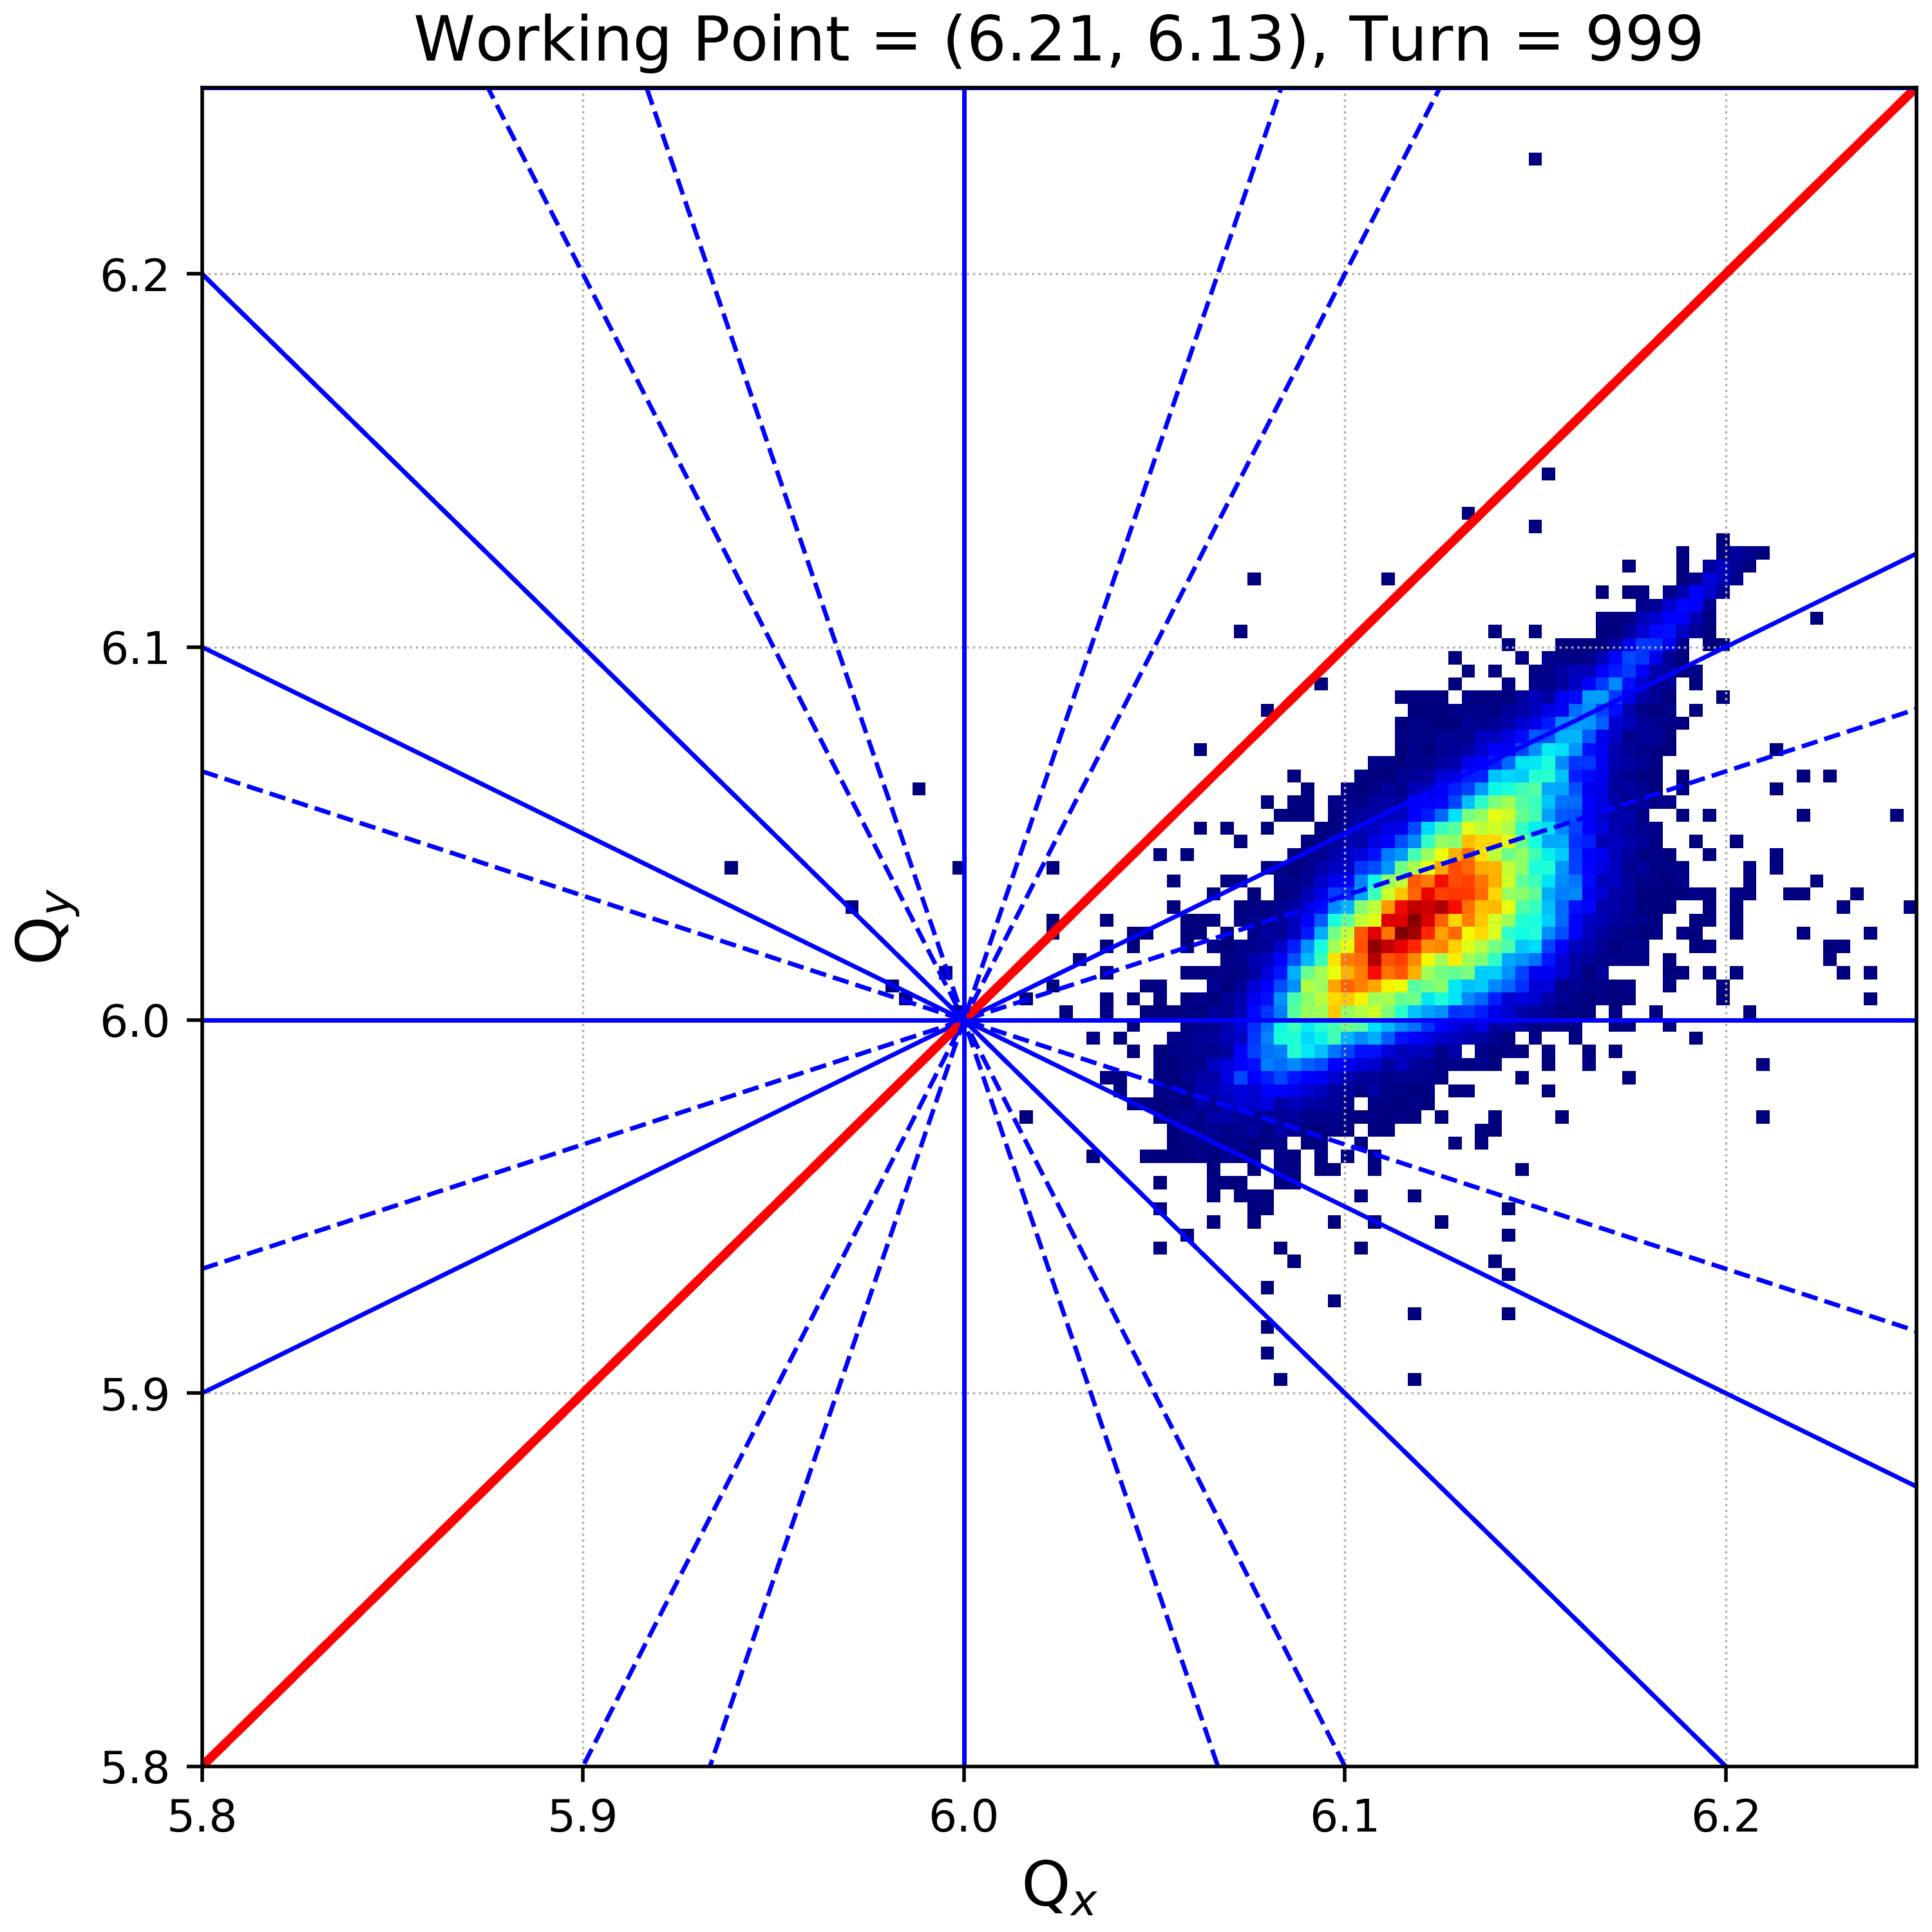 Working Point = (6.21, 6.13), Turn = 999
6.2
6.1
6.0
5.9
5.8
Qy
5.8 5.9 6.0 6.1 6.2
Qx